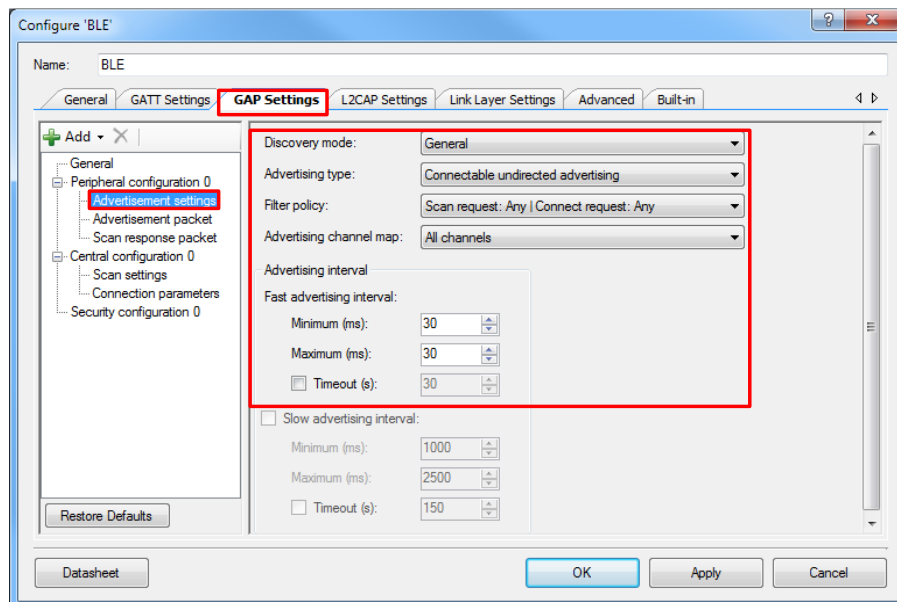 Configure 'BLE'
Name: BLE
General GATT Settings GAP Settings L2CAP Settings Link Layer Settings Advanced Built-in
Add
General
Peripheral configuration 0
Advertisement settings
Advertisement packet
Scan response packet
Central configuration 0
Scan settings
Connection parameters
Security configuration 0
Restore Defaults
Discovery mode: General
Advertising type: Connectable undirected advertising
Filter policy: Scan request: Any | Connect request: Any
Advertising channel map: All channels
Advertising interval
Fast advertising interval:
Minimum (ms): 30
Maximum (ms): 30
Timeout (s): 30
Slow advertising interval:
Minimum (ms): 1000
Maximum (ms): 2500
Timeout (s): 150
Datasheet OK Apply Cancel